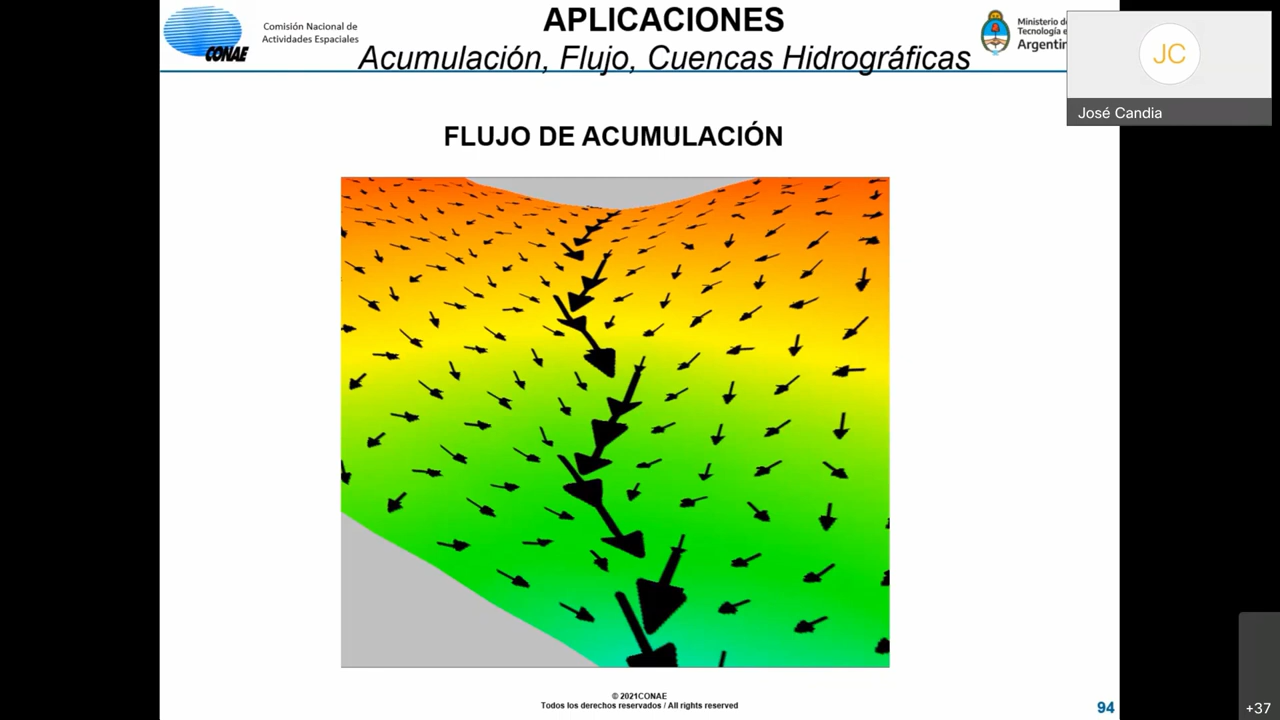 CONAE
Comisión Nacional de
Actividades Espaciales
APLICACIONES
Acumulación, Flujo, Cuencas Hidrográficas
Ministerio de
Tecnología e
Argentin
JC
José Candia
FLUJO DE ACUMULACIÓN
© 2021CONAE
Todos los derechos reservados / All rights reserved
94
+37